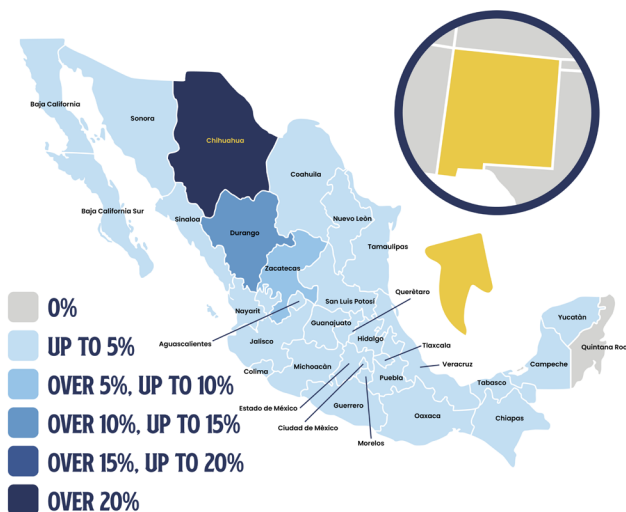 Baja California
Sonora
Chihuahua
Coahuila
Baja California Sur
Sinaloa
Durango
Nuevo León
Tamaulipas
Zacatecas
San Luis Potosí
Querétaro
Nayarit
Guanajuato
Aguascalientes
Jalisco
Hidalgo
Tlaxcala
Colima
Michoacán
Puebla
Veracruz
Estado de México
Guerrero
Ciudad de México
Morelos
Oaxaca
Tabasco
Chiapas
Campeche
Yucatán
Quintana Roo
0%
UP TO 5%
OVER 5%, UP TO 10%
OVER 10%, UP TO 15%
OVER 15%, UP TO 20%
OVER 20%